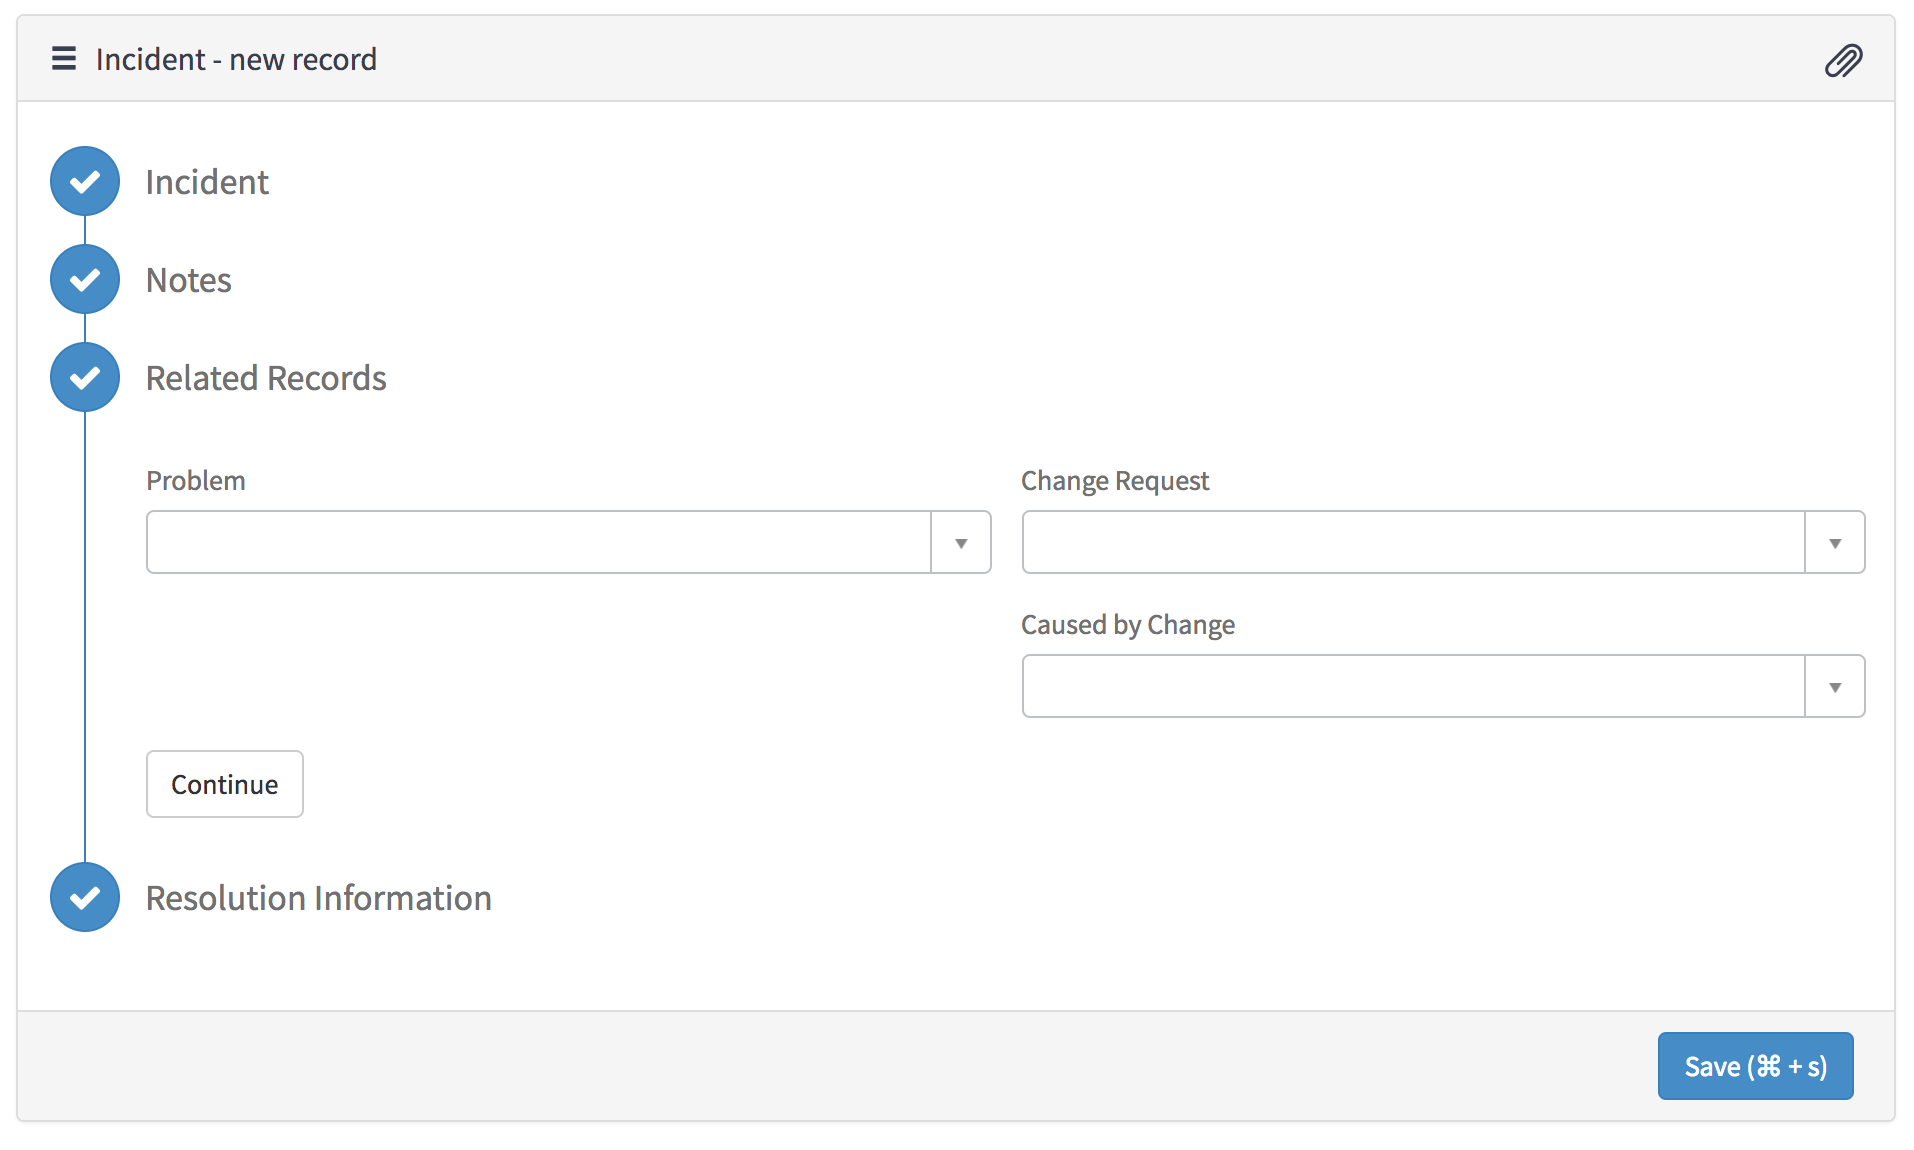 Incident - new record
Incident
Notes
Related Records
Problem
Change Request
Caused by Change
Continue
Resolution Information
Save (⌘ + s)